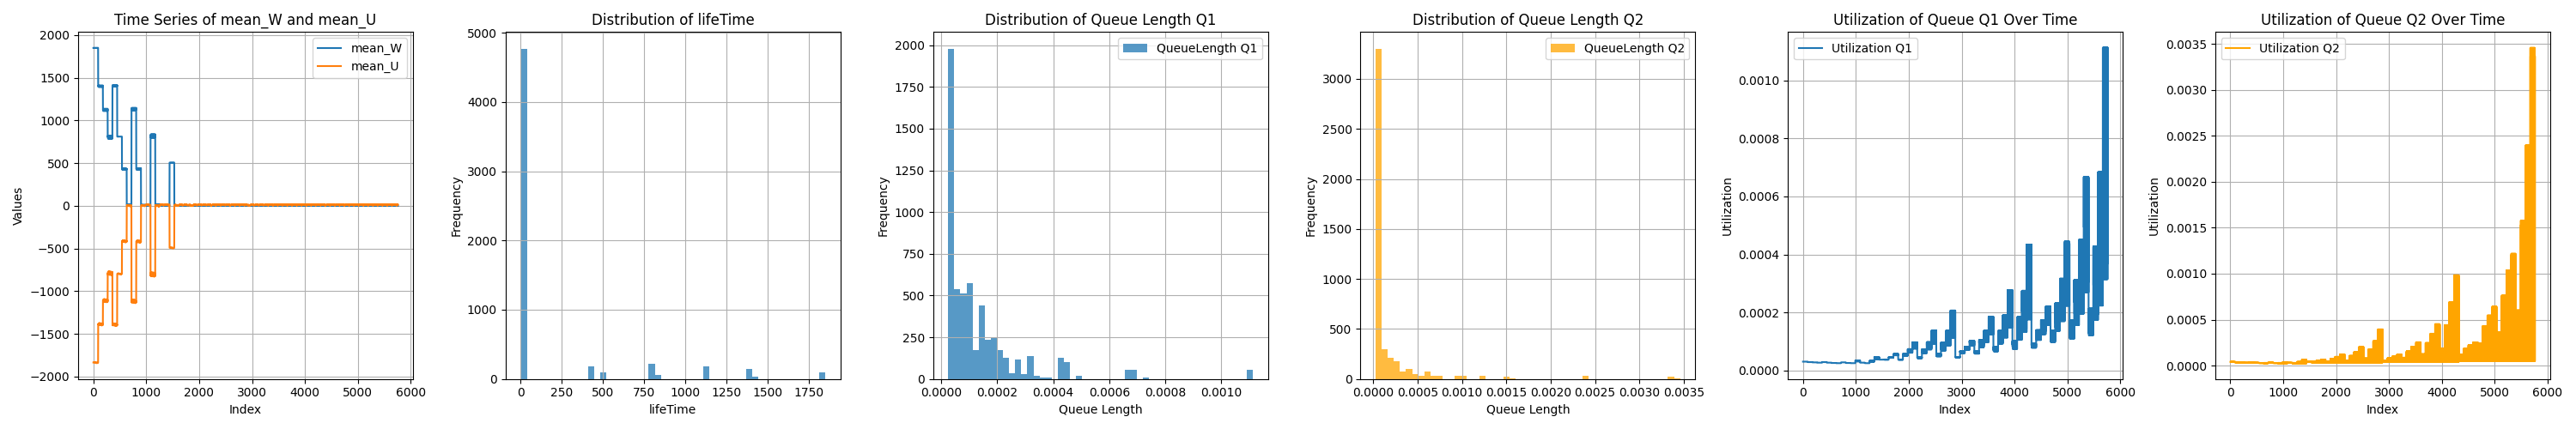 Time Series of mean_W and mean_U
2000
1500
1000
500
0
−500
−1000
−1500
−2000
Values
mean_W
mean_U
0 1000 2000 3000 4000 5000 6000
Index
Distribution of lifeTime
5000
4000
3000
2000
1000
0
Frequency
0 250 500 750 1000 1250 1500 1750
lifeTime
Distribution of Queue Length Q1
2000
1750
1500
1250
1000
750
500
250
0
Frequency
QueueLength Q1
0.0000 0.0002 0.0004 0.0006 0.0008 0.0010
Queue Length
Distribution of Queue Length Q2
3000
2500
2000
1500
1000
500
0
Frequency
QueueLength Q2
0.0000 0.0005 0.0010 0.0015 0.0020 0.0025 0.0030 0.0035
Queue Length
Utilization of Queue Q1 Over Time
0.0010
0.0008
0.0006
0.0004
0.0002
0.0000
Utilization
Utilization Q1
0 1000 2000 3000 4000 5000 6000
Index
Utilization of Queue Q2 Over Time
0.0035
0.0030
0.0025
0.0020
0.0015
0.0010
0.0005
0.0000
Utilization
Utilization Q2
0 1000 2000 3000 4000 5000 6000
Index